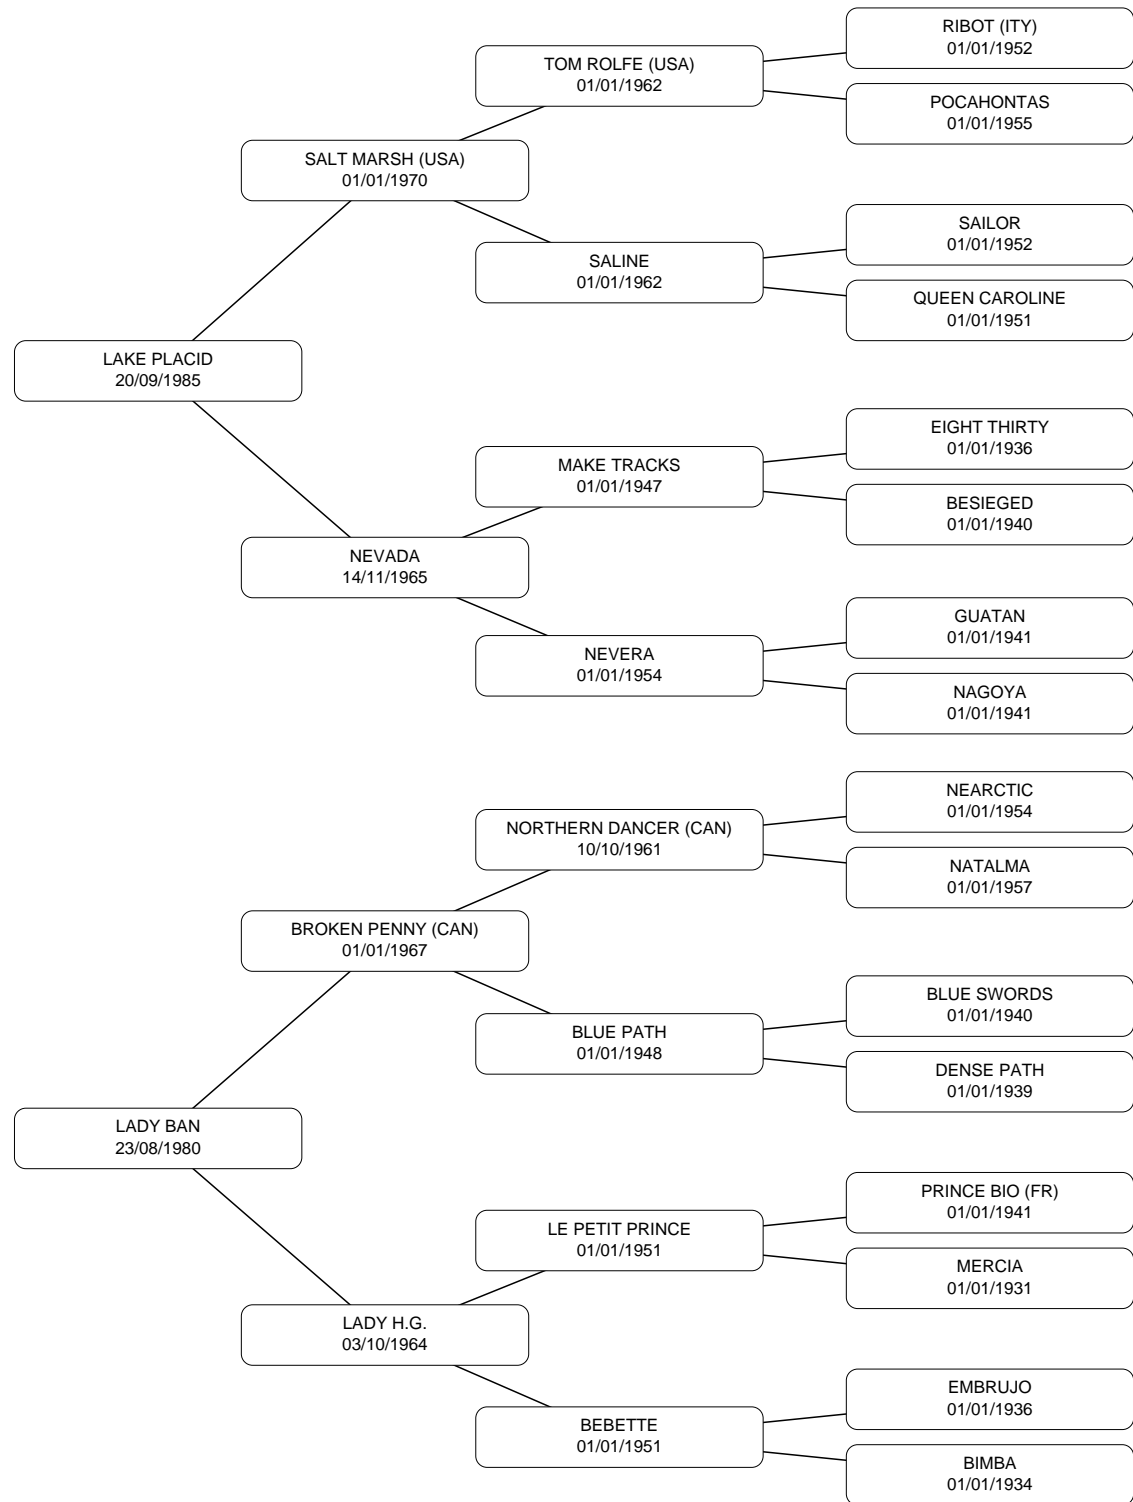 RIBOT (ITY)
01/01/1952
TOM ROLFE (USA)
01/01/1962
POCAHONTAS
01/01/1955
SALT MARSH (USA)
01/01/1970
SAILOR
01/01/1952
SALINE
01/01/1962
QUEEN CAROLINE
01/01/1951
LAKE PLACID
20/09/1985
EIGHT THIRTY
01/01/1936
MAKE TRACKS
01/01/1947
BESIEGED
01/01/1940
NEVADA
14/11/1965
GUATAN
01/01/1941
NEVERA
01/01/1954
NAGOYA
01/01/1941
NEARCTIC
01/01/1954
NORTHERN DANCER (CAN)
10/10/1961
NATALMA
01/01/1957
BROKEN PENNY (CAN)
01/01/1967
BLUE SWORDS
01/01/1940
BLUE PATH
01/01/1948
DENSE PATH
01/01/1939
LADY BAN
23/08/1980
PRINCE BIO (FR)
01/01/1941
LE PETIT PRINCE
01/01/1951
MERCIA
01/01/1931
LADY H.G.
03/10/1964
EMBRUJO
01/01/1936
BEBETTE
01/01/1951
BIMBA
01/01/1934